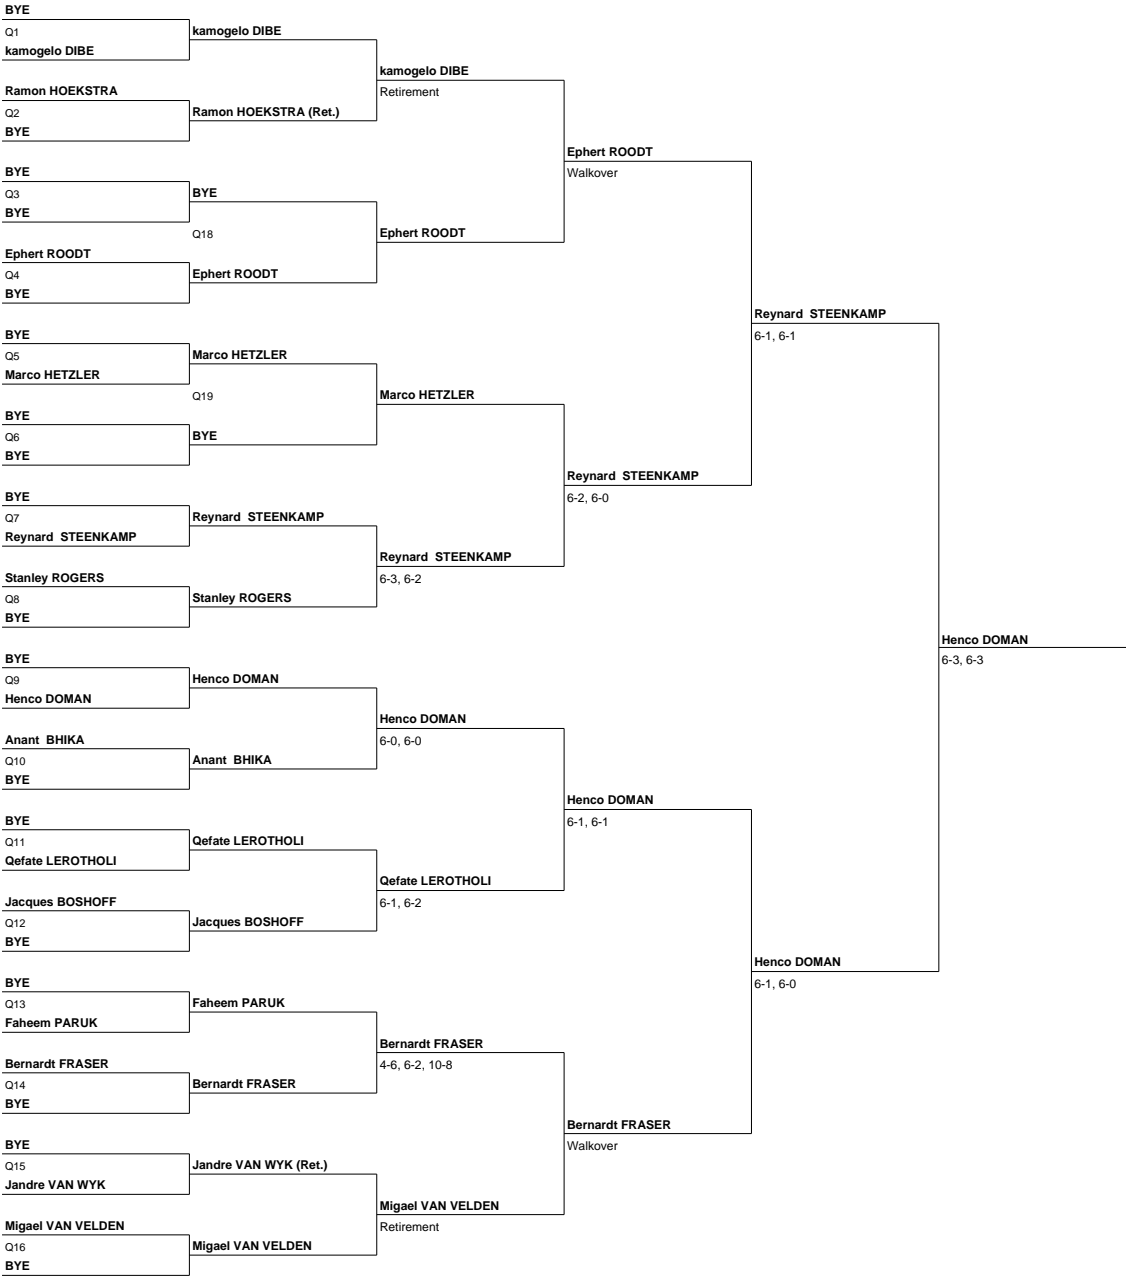 BYE
Q1
kamogelo DIBE
kamogelo DIBE
kamogelo DIBE
Retirement
Ramon HOEKSTRA
Q2
BYE
Ramon HOEKSTRA (Ret.)
Ephert ROODT
Walkover
BYE
Q3
BYE
BYE
Q18
Ephert ROODT
Ephert ROODT
Q4
BYE
Ephert ROODT
Reynard  STEENKAMP
6-1, 6-1
BYE
Q5
Marco HETZLER
Marco HETZLER
Q19
Marco HETZLER
BYE
Q6
BYE
BYE
Reynard  STEENKAMP
6-2, 6-0
BYE
Q7
Reynard  STEENKAMP
Reynard  STEENKAMP
Reynard  STEENKAMP
6-3, 6-2
Stanley ROGERS
Q8
BYE
Stanley ROGERS
Henco DOMAN
6-3, 6-3
BYE
Q9
Henco DOMAN
Henco DOMAN
Henco DOMAN
6-0, 6-0
Anant  BHIKA
Q10
BYE
Anant  BHIKA
Henco DOMAN
6-1, 6-1
BYE
Q11
Qefate LEROTHOLI
Qefate LEROTHOLI
Qefate LEROTHOLI
6-1, 6-2
Jacques BOSHOFF
Q12
BYE
Jacques BOSHOFF
Henco DOMAN
6-1, 6-0
BYE
Q13
Faheem PARUK
Faheem PARUK
Bernardt FRASER
4-6, 6-2, 10-8
Bernardt FRASER
Q14
BYE
Bernardt FRASER
Bernardt FRASER
Walkover
BYE
Q15
Jandre VAN WYK
Jandre VAN WYK (Ret.)
Migael VAN VELDEN
Retirement
Migael VAN VELDEN
Q16
BYE
Migael VAN VELDEN